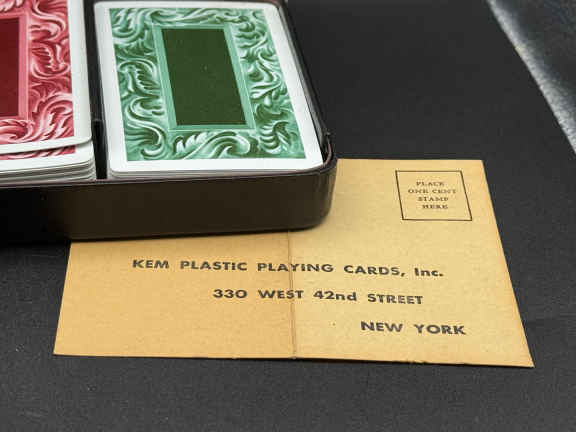 PLACE
ONE CENT
STAMP
HERE
KEM PLASTIC PLAYING CARDS, Inc.
330 WEST 42nd STREET
NEW YORK